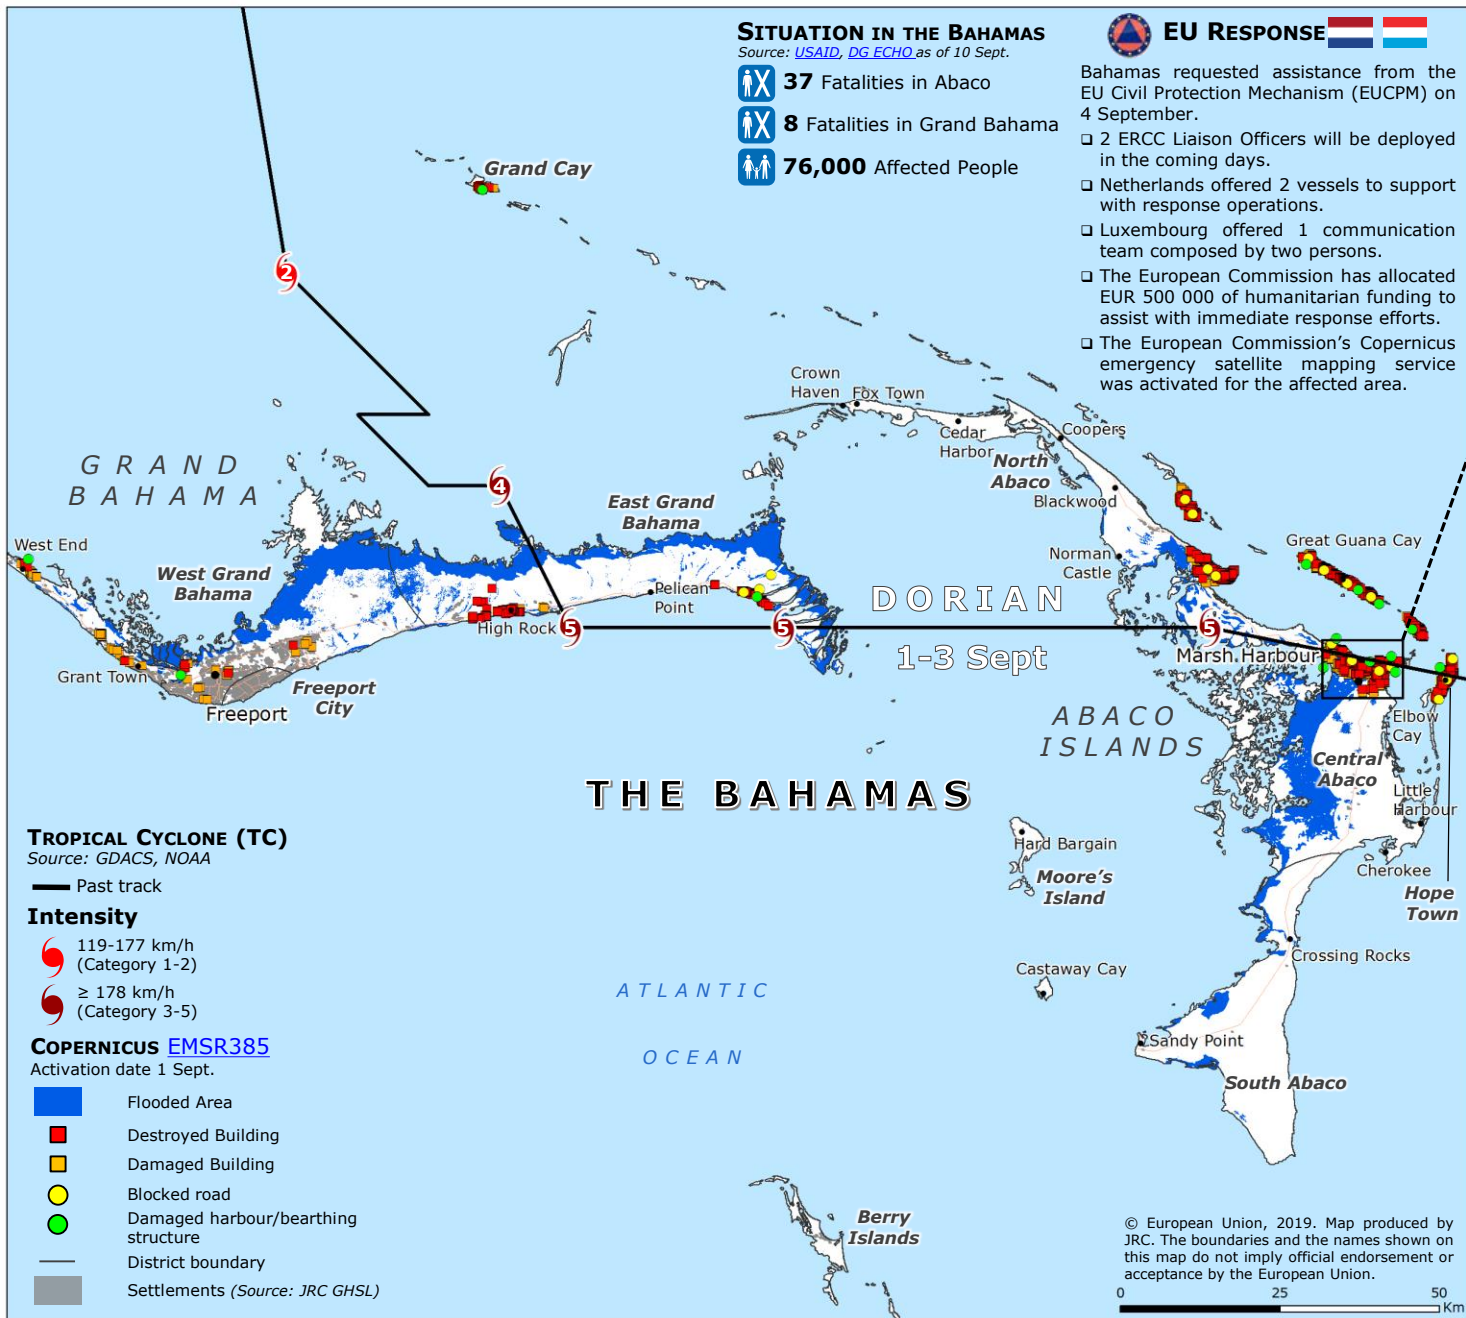 SITUATION IN THE BAHAMAS
Source: USAID, DG ECHO as of 10 Sept.
37 Fatalities in Abaco
8 Fatalities in Grand Bahama
76,000 Affected People
EU RESPONSE
Bahamas requested assistance from the
EU Civil Protection Mechanism (EUCPM) on
4 September.
❑ 2 ERCC Liaison Officers will be deployed
in the coming days.
❑ Netherlands offered 2 vessels to support
with response operations.
❑ Luxembourg offered 1 communication
team composed by two persons.
❑ The European Commission has allocated
EUR 500 000 of humanitarian funding to
assist with immediate response efforts.
❑ The European Commission's Copernicus
emergency satellite mapping service
was activated for the affected area.
Grand Cay
2
Crown
Haven
Fox Town
Cedar
Harbor
Coopers
North
Abaco
Blackwood
GRAND
BAHAMA
4
East Grand
Bahama
West End
West Grand
Bahama
Norman
Castle
Great Guana Cay
Pelican
Point
DORIAN
1-3 Sept
High Rock
5
5
5
Marsh Harbour
Grant Town
Freeport
Freeport
City
ABACO
ISLANDS
Elbow
Cay
Central
Abaco
THE BAHAMAS
Little
Harbour
Hard Bargain
Moore's
Island
Cherokee
Hope
Town
Crossing Rocks
Castaway Cay
ATLANTIC
OCEAN
Sandy Point
South Abaco
Berry
Islands
TROPICAL CYCLONE (TC)
Source: GDACS, NOAA
Past track
Intensity
119-177 km/h
(Category 1-2)
≥ 178 km/h
(Category 3-5)
COPERNICUS EMSR385
Activation date 1 Sept.
Flooded Area
Destroyed Building
Damaged Building
Blocked road
Damaged harbour/bearthing
structure
District boundary
Settlements (Source: JRC GHSL)
© European Union, 2019. Map produced by
JRC. The boundaries and the names shown on
this map do not imply official endorsement or
acceptance by the European Union.
0 25 50
Km